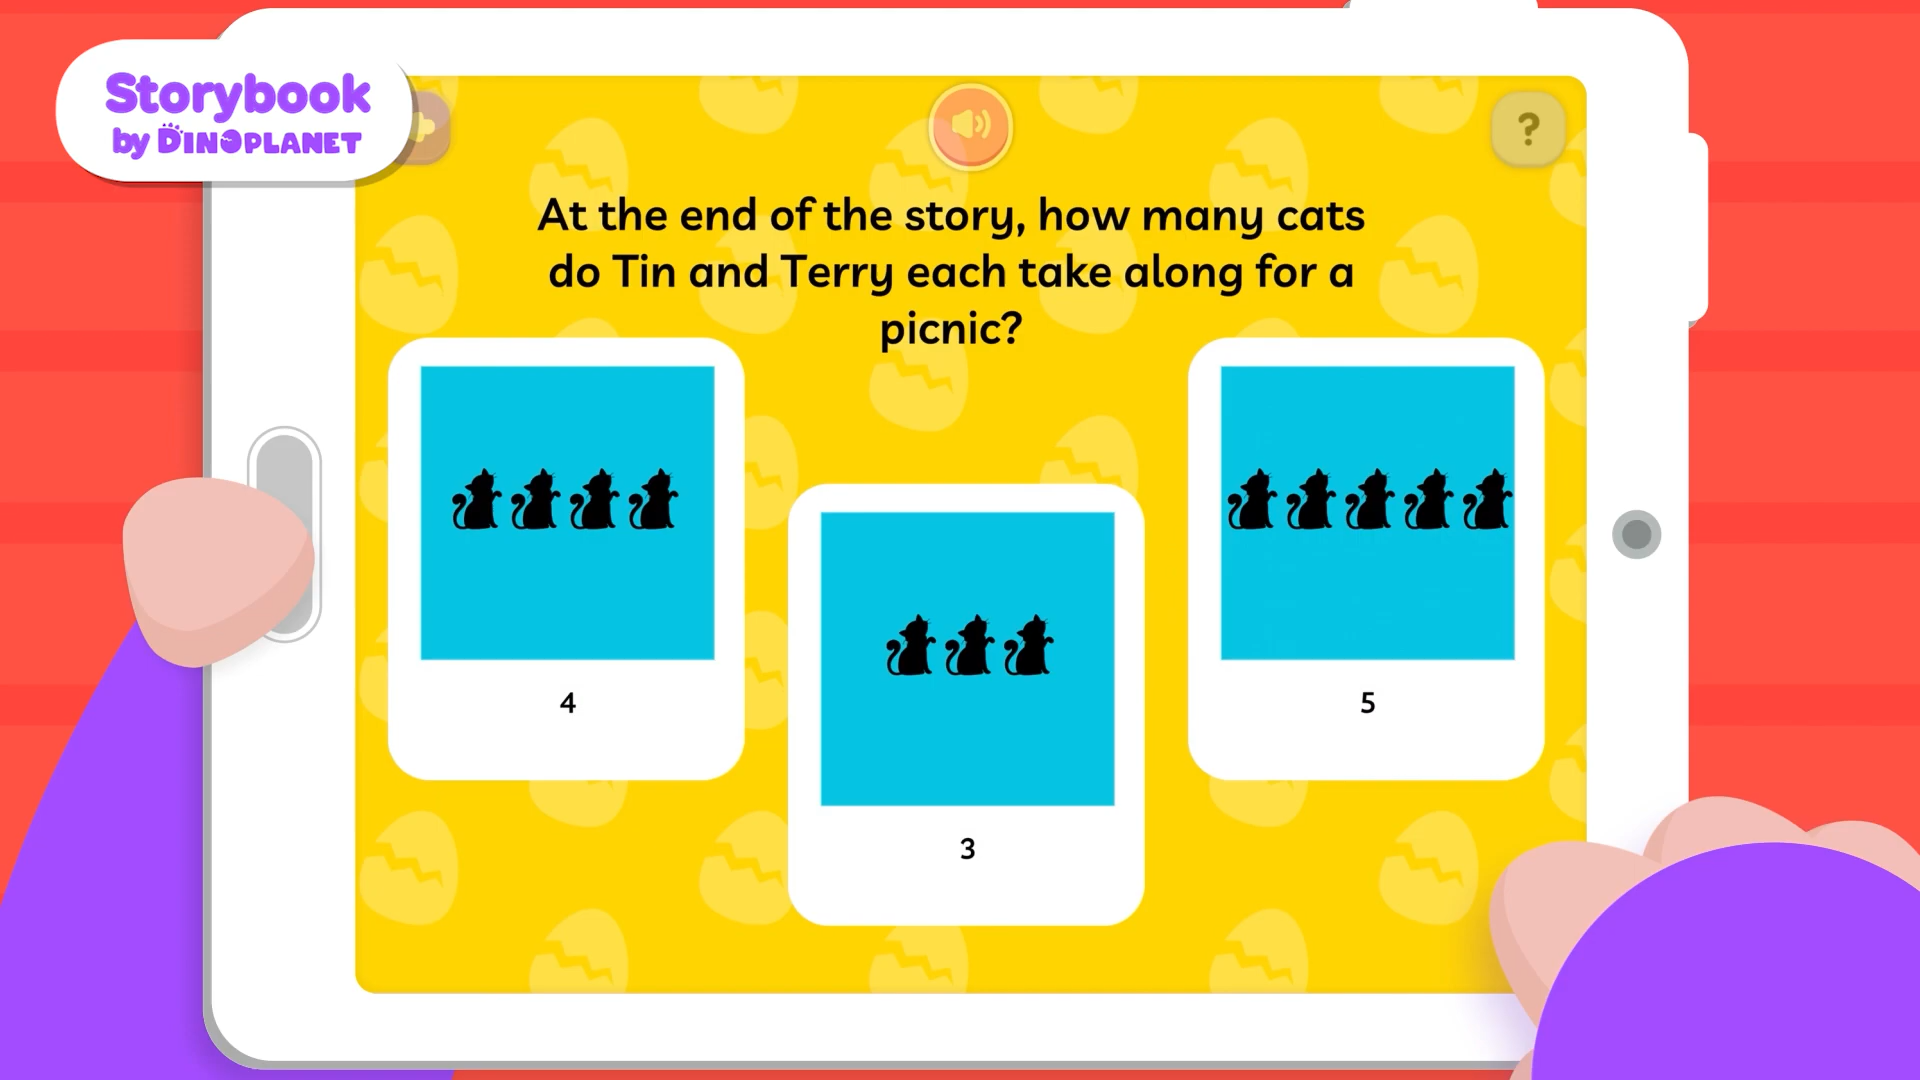 Storybook
by DINOPLANET
?
At the end of the story, how many cats
do Tin and Terry each take along for a
picnic?
4
3
5